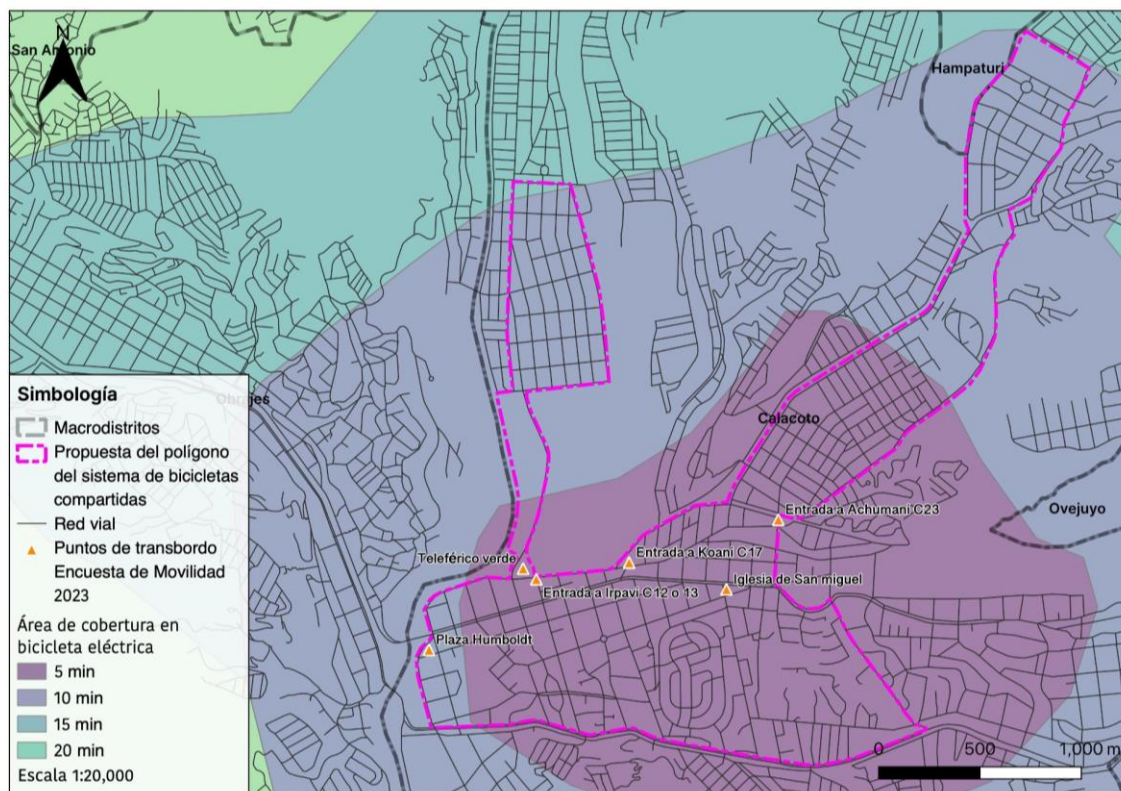 N
San Antonio
Hampaturi
Obrajes
Calacoto
Ovejuyo
Entrada a Achumani C23
Entrada a Koani C17
Teleférico verde
Entrada a Irpavi C12 o 13
Iglesia de San miguel
Plaza Humboldt
Simbología
Macrodistritos
Propuesta del polígono
del sistema de bicicletas
compartidas
Red vial
Puntos de transbordo
Encuesta de Movilidad
2023
Área de cobertura en
bicicleta eléctrica
5 min
10 min
15 min
20 min
Escala 1:20,000
0 500 1,000 m